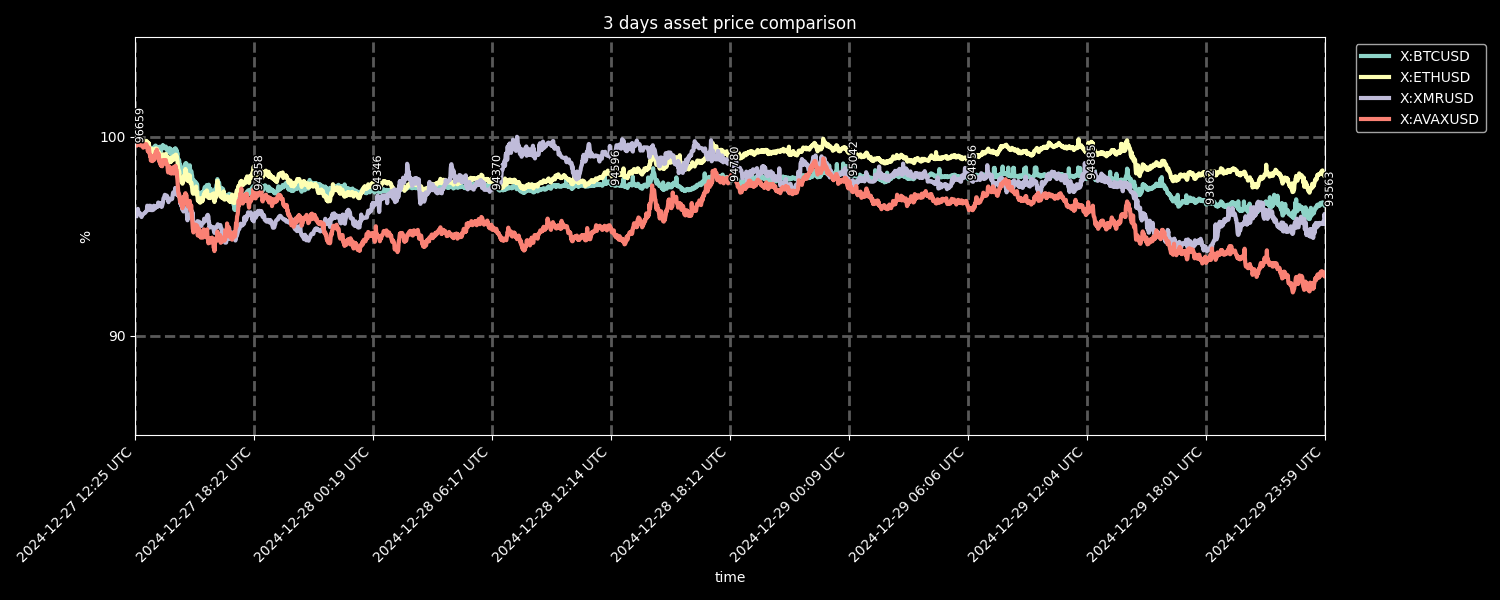 3 days asset price comparison
X:BTCUSD
X:ETHUSD
X:XMRUSD
X:AVAXUSD
%
100
90
96659
94358
94346
94370
94596
94780
95042
94856
94885
93662
93563
2024-12-27 12:25 UTC
2024-12-27 18:22 UTC
2024-12-28 00:19 UTC
2024-12-28 06:17 UTC
2024-12-28 12:14 UTC
2024-12-28 18:12 UTC
2024-12-29 00:09 UTC
2024-12-29 06:06 UTC
2024-12-29 12:04 UTC
2024-12-29 18:01 UTC
2024-12-29 23:59 UTC
time